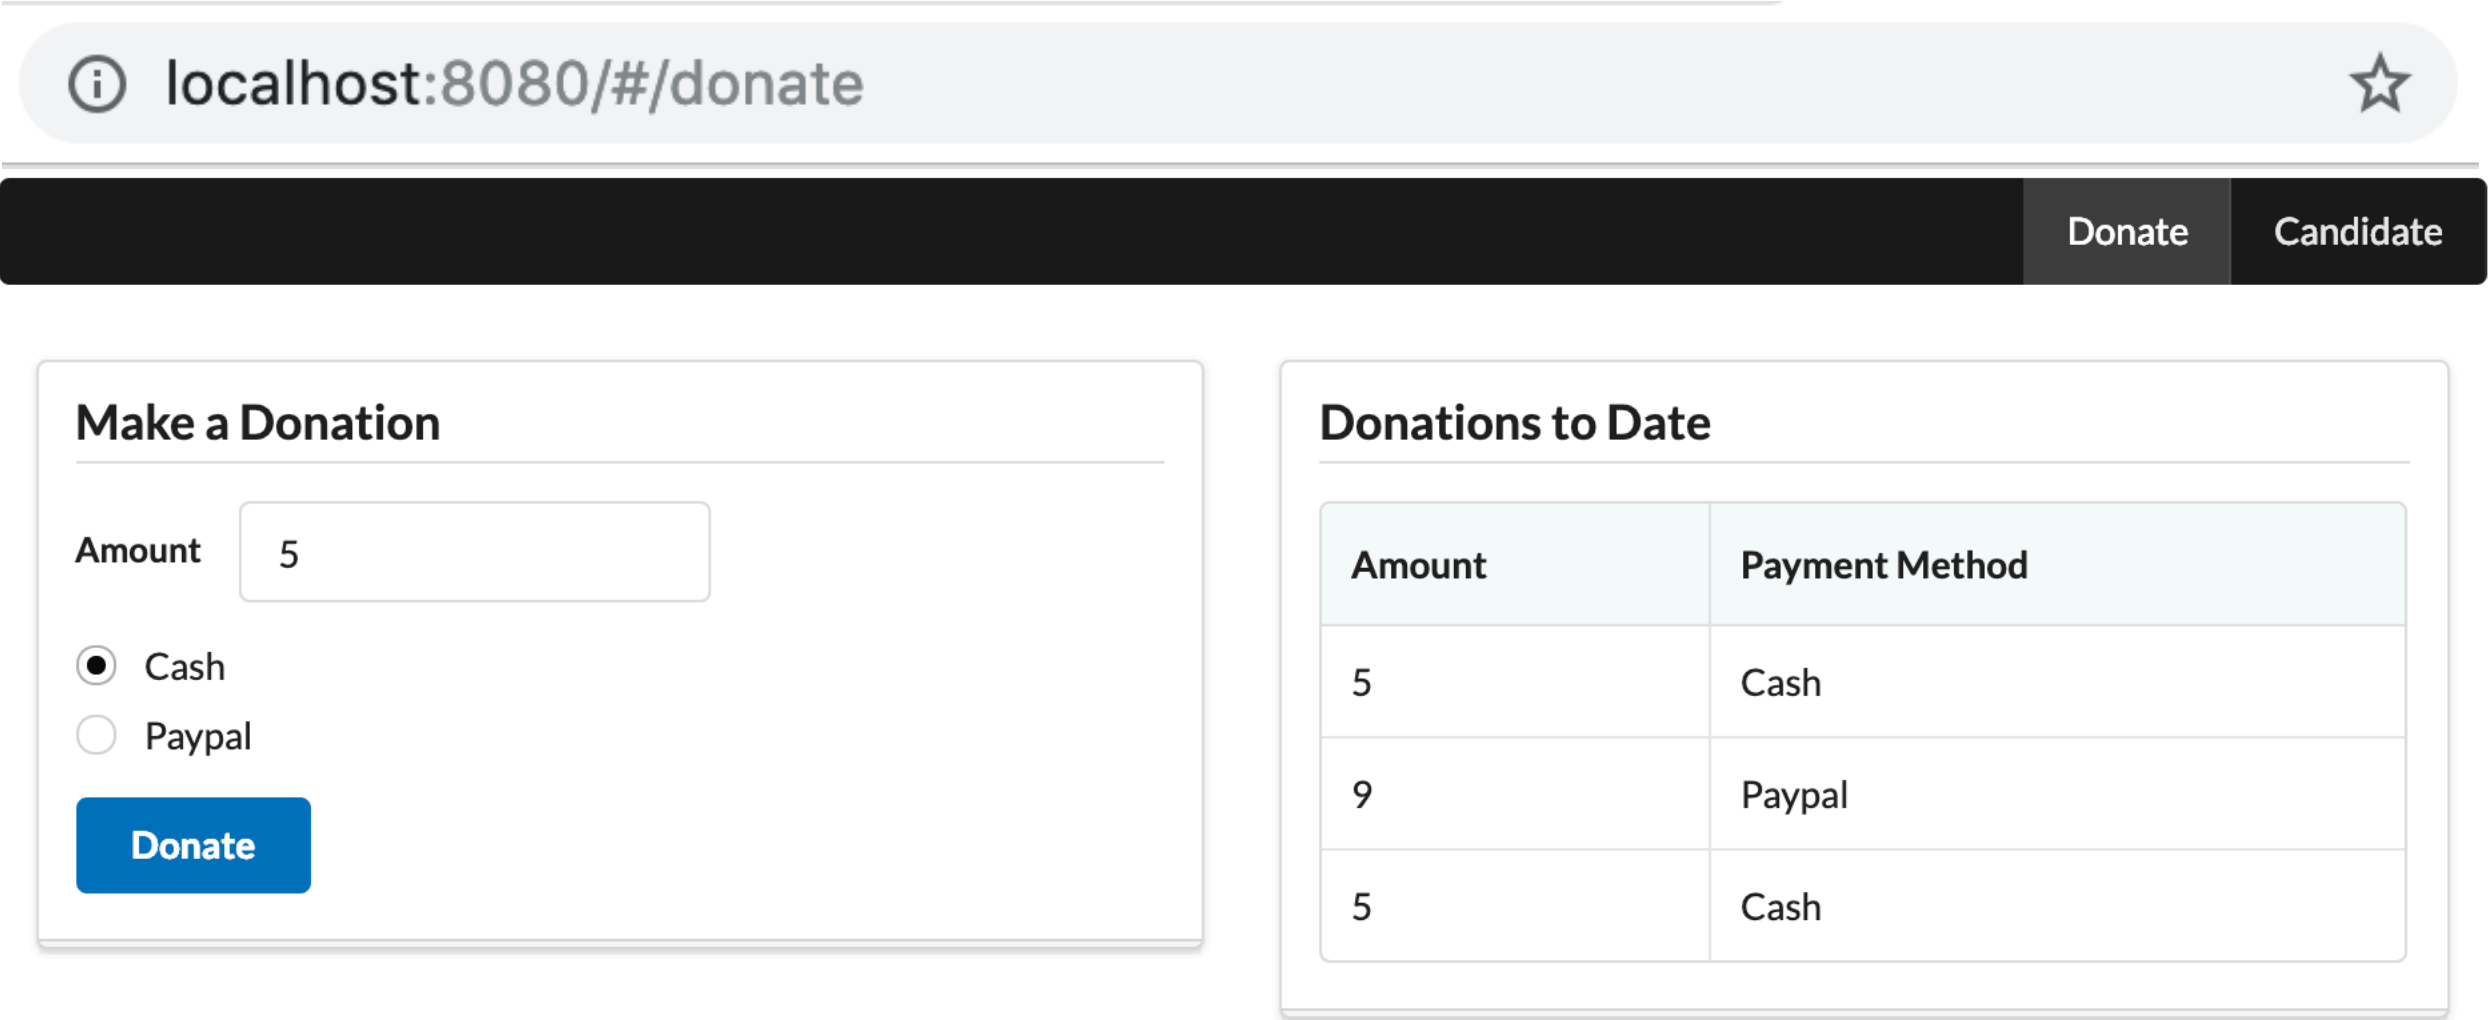 localhost:8080/#/donate
Donate Candidate
Make a Donation
Amount 5
Cash
Paypal
Donate
Donations to Date
Amount Payment Method
5 Cash
9 Paypal
5 Cash